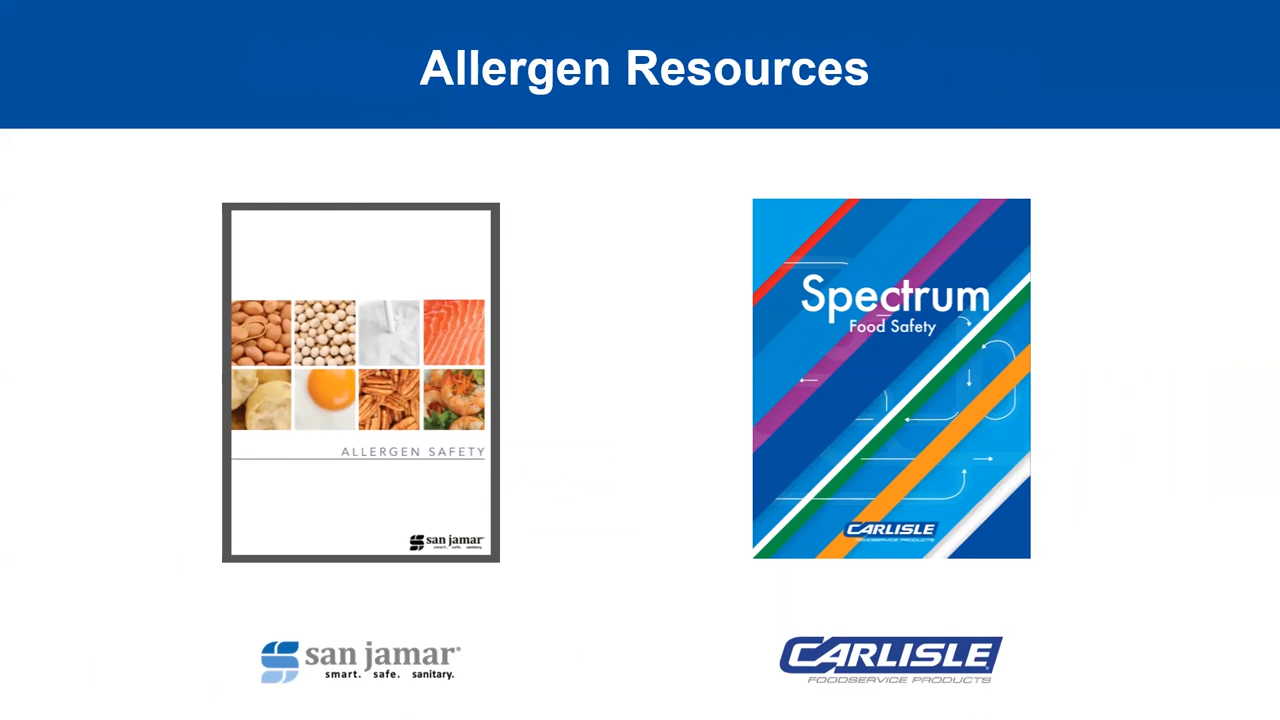 Allergen Resources
ALLERGEN SAFETY
san jamar
smart. safe. sanitary.
Spectrum
Food Safety
CARLISLE
FOODSERVICE PRODUCTS
san jamar®
smart. safe. sanitary.
CARLISLE®
FOODSERVICE PRODUCTS